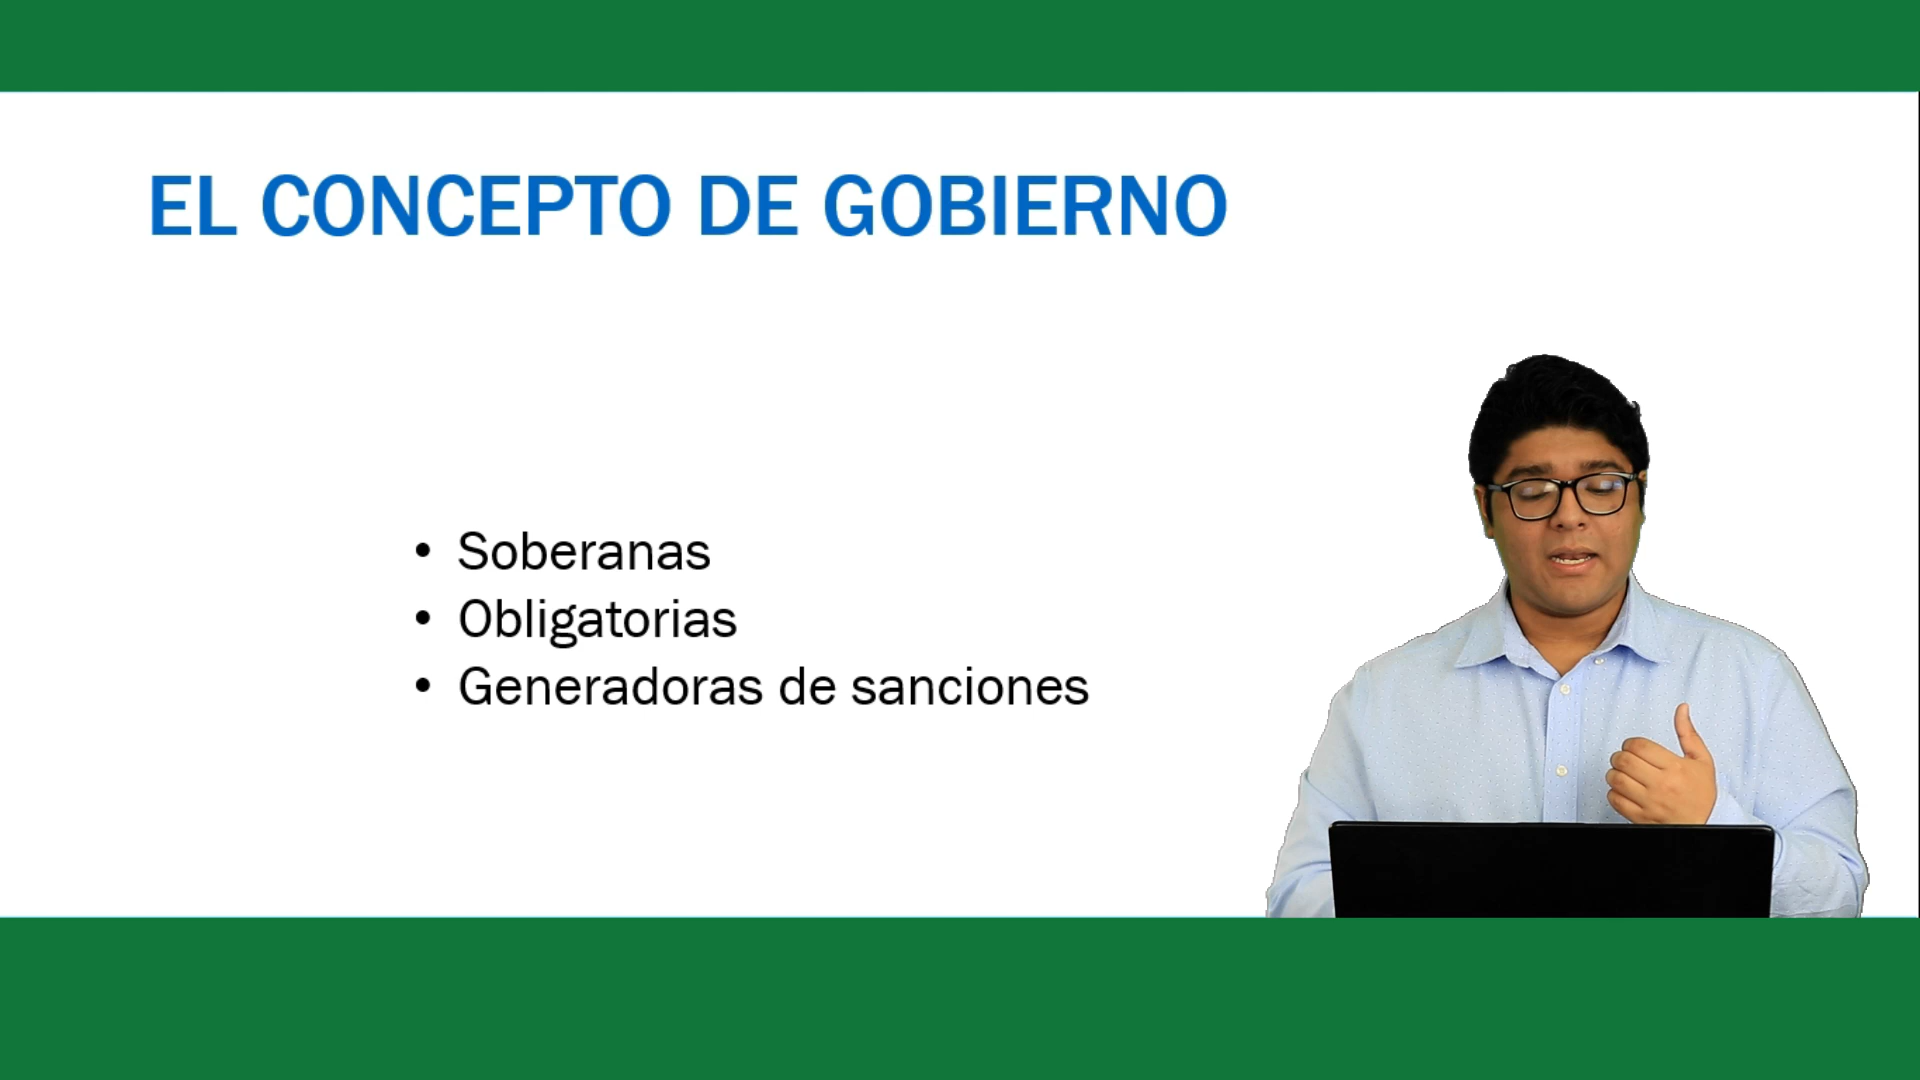 EL CONCEPTO DE GOBIERNO
• Soberanas
• Obligatorias
• Generadoras de sanciones